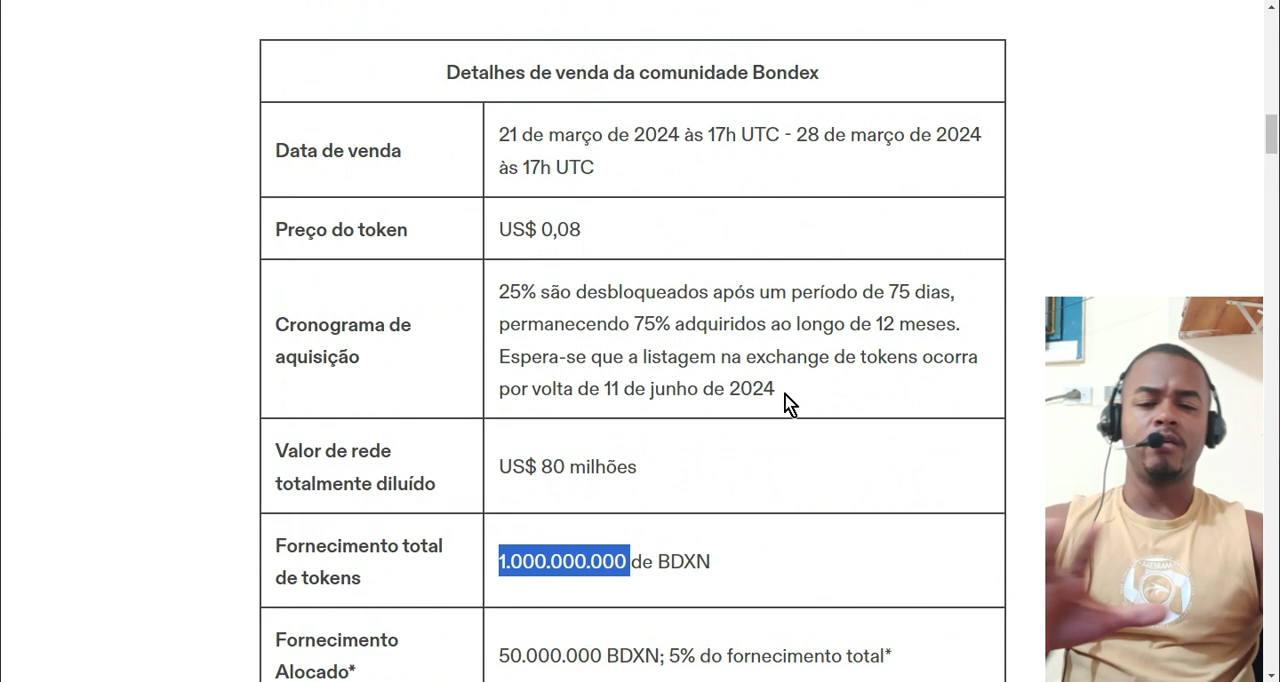 Detalhes de venda da comunidade Bondex
Data de venda
21 de março de 2024 às 17h UTC - 28 de março de 2024
às 17h UTC
Preço do token
US$ 0,08
Cronograma de
aquisição
25% são desbloqueados após um período de 75 dias,
permanecendo 75% adquiridos ao longo de 12 meses.
Espera-se que a listagem na exchange de tokens ocorra
por volta de 11 de junho de 2024
Valor de rede
totalmente diluído
US$ 80 milhões
Fornecimento total
de tokens
1.000.000.000 de BDXN
Fornecimento
Alocado*
50.000.000 BDXN; 5% do fornecimento total*